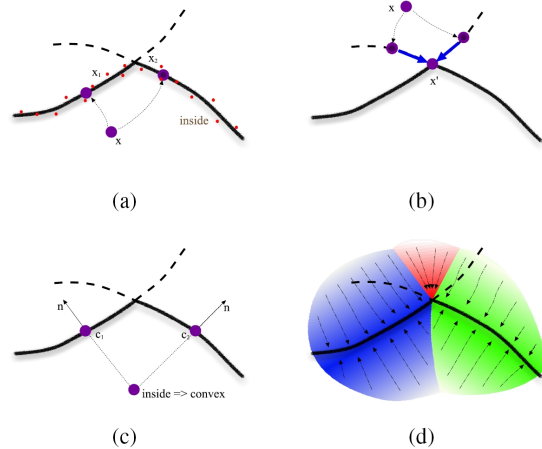 x
x₁
x₂
inside
x
x'
(a)
(b)
n
n
c₁
c₂
inside => convex
(c)
(d)